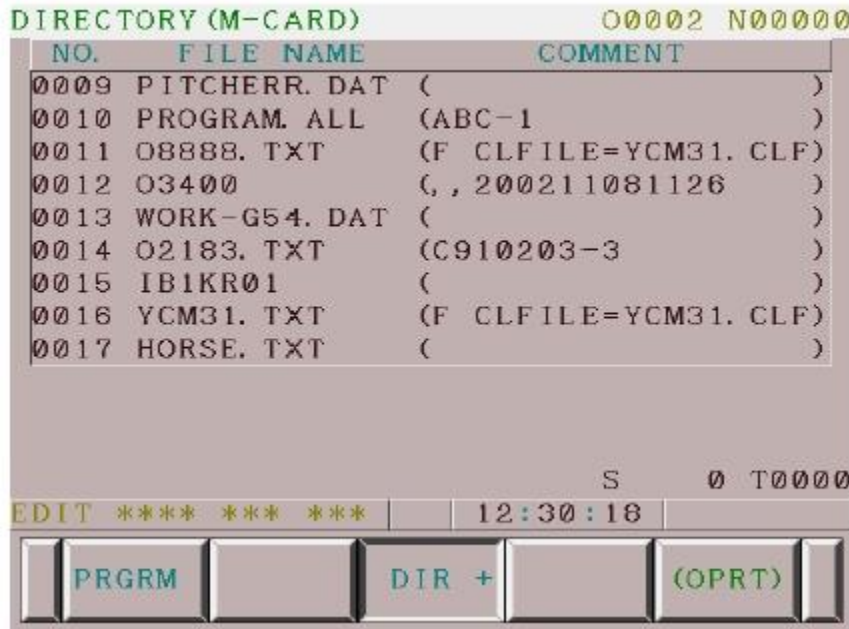 DIRECTORY (M-CARD) O0002 N00000
NO. FILE NAME COMMENT
0009 PITCHERR. DAT ( )
0010 PROGRAM. ALL (ABC-1 )
0011 O8888. TXT (F CLFILE=YCM31. CLF)
0012 O3400 (,,200211081126 )
0013 WORK-G54. DAT ( )
0014 O2183. TXT (C910203-3 )
0015 IB1KR01 ( )
0016 YCM31. TXT (F CLFILE=YCM31. CLF)
0017 HORSE. TXT ( )
S 0 T0000
EDIT **** *** *** 12:30:18
PRGRM DIR + (OPRT)